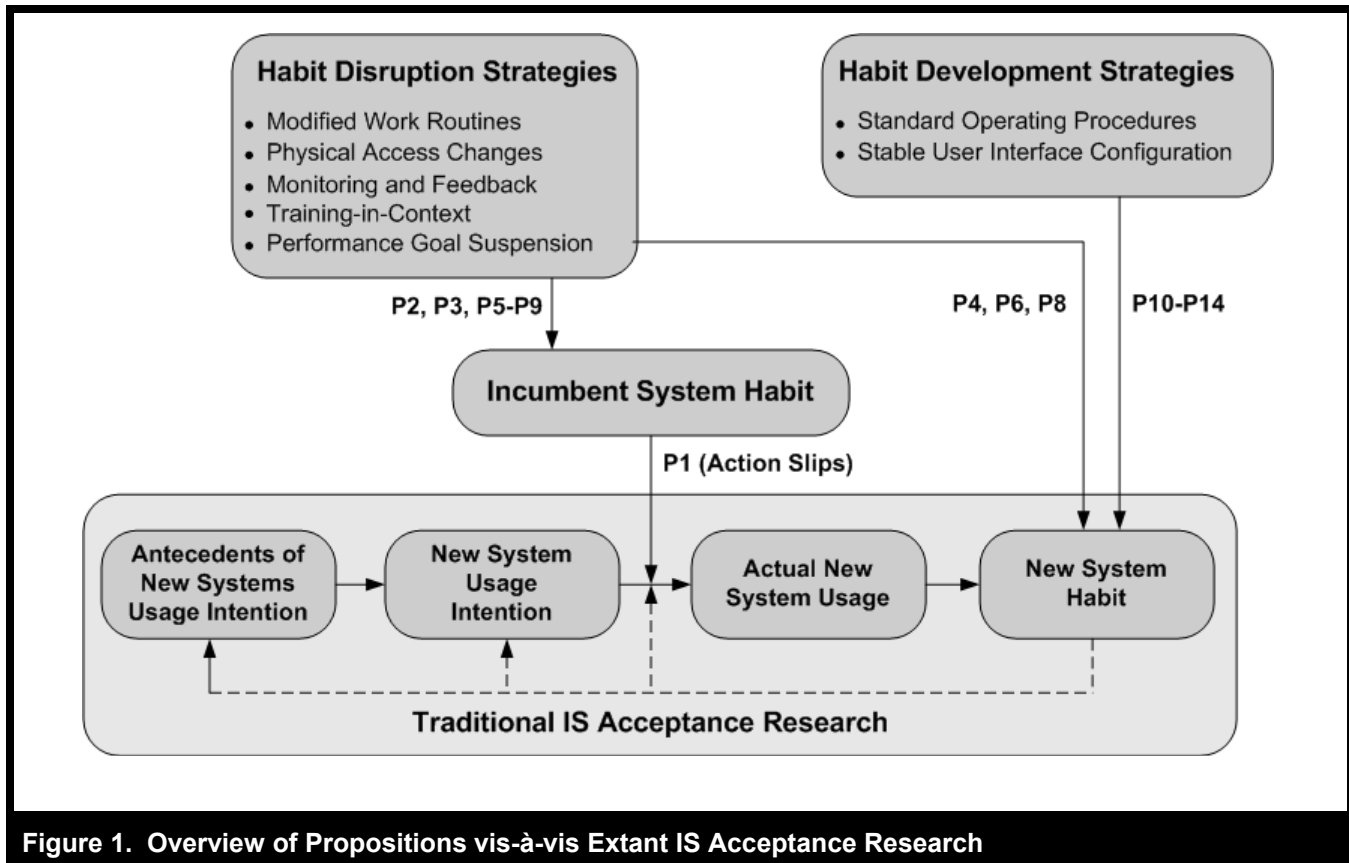 Habit Disruption Strategies
• Modified Work Routines
• Physical Access Changes
• Monitoring and Feedback
• Training-in-Context
• Performance Goal Suspension
Habit Development Strategies
• Standard Operating Procedures
• Stable User Interface Configuration
P2, P3, P5-P9
P4, P6, P8
P10-P14
Incumbent System Habit
P1 (Action Slips)
Antecedents of
New Systems
Usage Intention
New System
Usage
Intention
Actual New
System Usage
New System
Habit
Traditional IS Acceptance Research
Figure 1. Overview of Propositions vis-à-vis Extant IS Acceptance Research